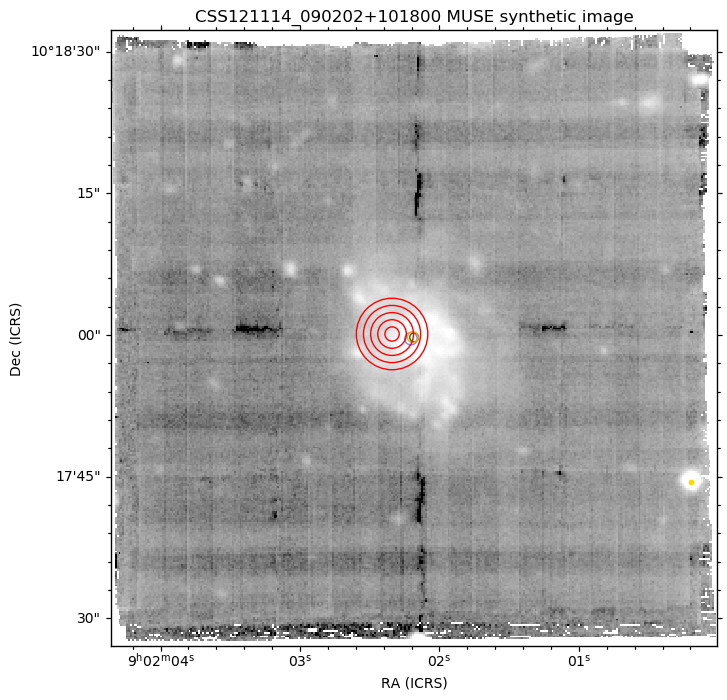 CSS121114_090202+101800 MUSE synthetic image
10°18'30"
15"
00"
17'45"
30"
Dec (ICRS)
9ʰ02ᵐ04ˢ
03ˢ
02ˢ
01ˢ
RA (ICRS)